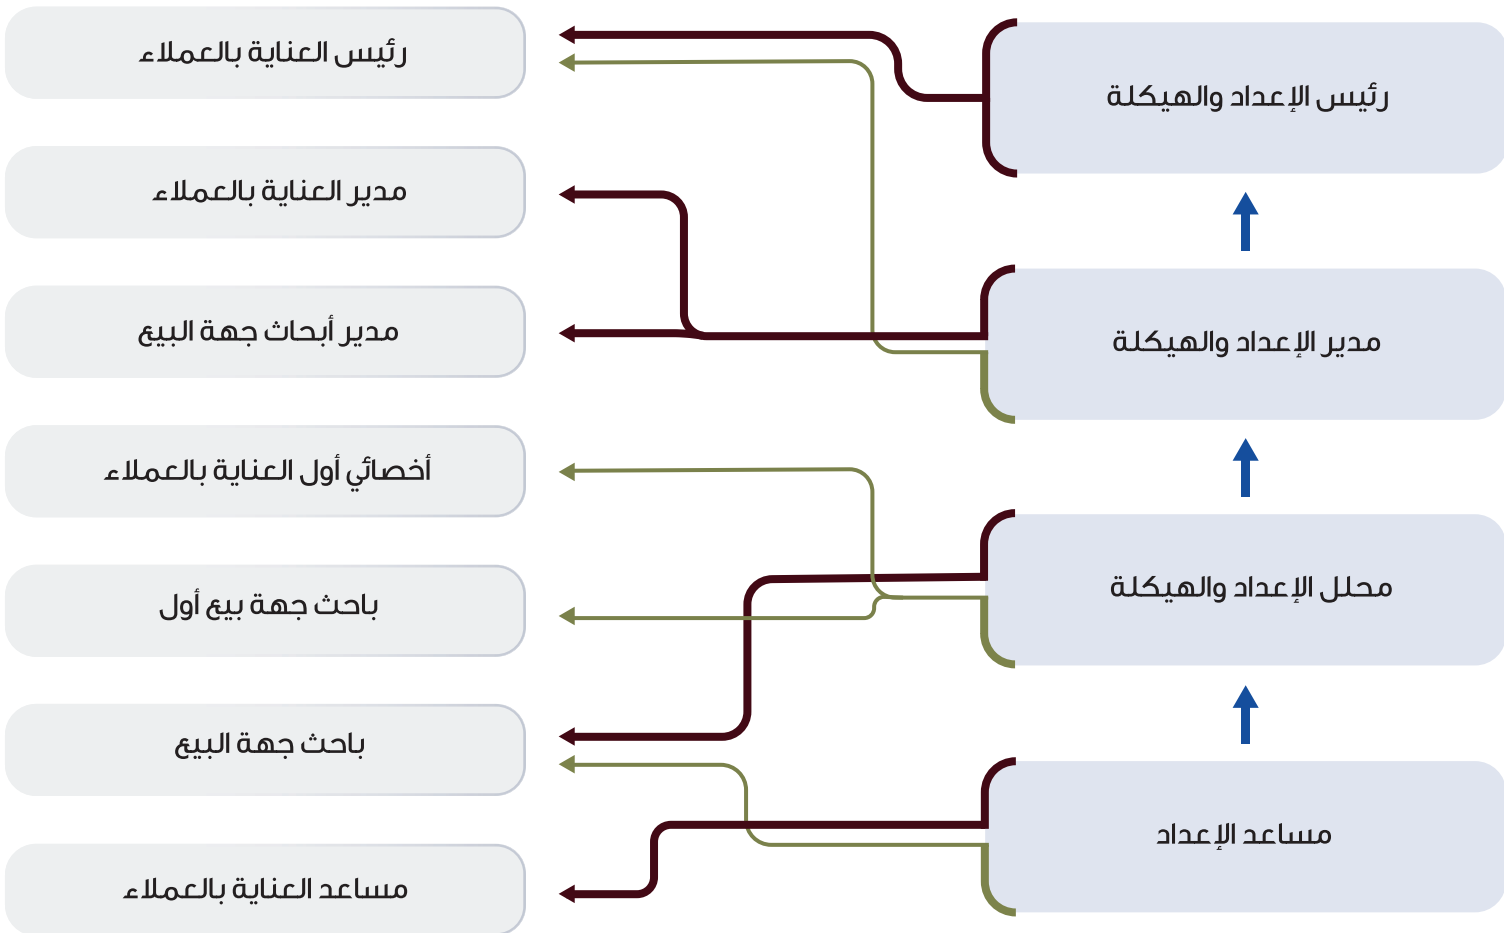 رئيس الإعداد والهيكلة
مدير الإعداد والهيكلة
محلل الإعداد والهيكلة
مساعد الإعداد
رئيس العناية بالعملاء
مدير العناية بالعملاء
مدير أبحاث جهة البيع
أخصائي أول العناية بالعملاء
باحث جهة بيع أول
باحث جهة البيع
مساعد العناية بالعملاء